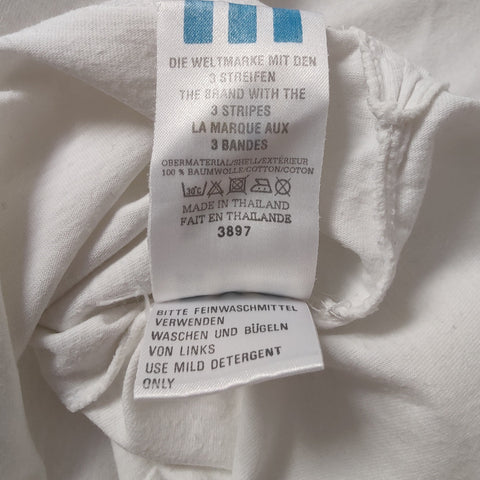 DIE WELTMARKE MIT DEN
3 STREIFEN
THE BRAND WITH THE
3 STRIPES
LA MARQUE AUX
3 BANDES
OBERMATERIAL/SHELL/EXTÉRIEUR
100 % BAUMWOLLE/COTTON/COTON
30°C
MADE IN THAILAND
FAIT EN THAILANDE
3897
BITTE FEINWASCHMITTEL
VERWENDEN
WASCHEN UND BÜGELN
VON LINKS
USE MILD DETERGENT
ONLY